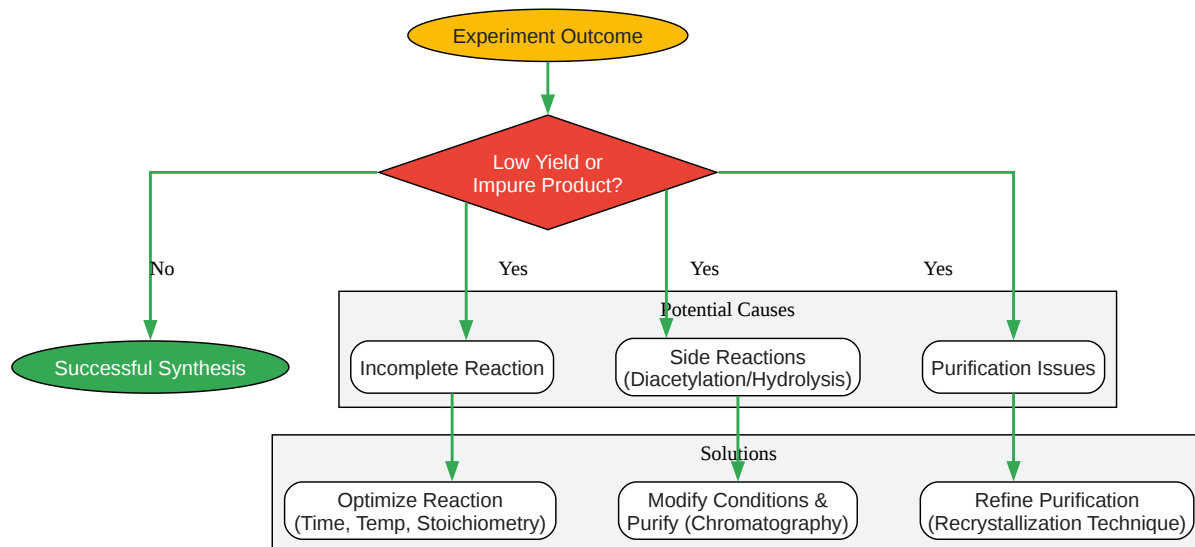 Experiment Outcome
Low Yield or
Impure Product?
No
Yes
Yes
Yes
Potential Causes
Successful Synthesis
Incomplete Reaction
Side Reactions
(Diacetylation/Hydrolysis)
Purification Issues
Solutions
Optimize Reaction
(Time, Temp, Stoichiometry)
Modify Conditions &
Purify (Chromatography)
Refine Purification
(Recrystallization Technique)